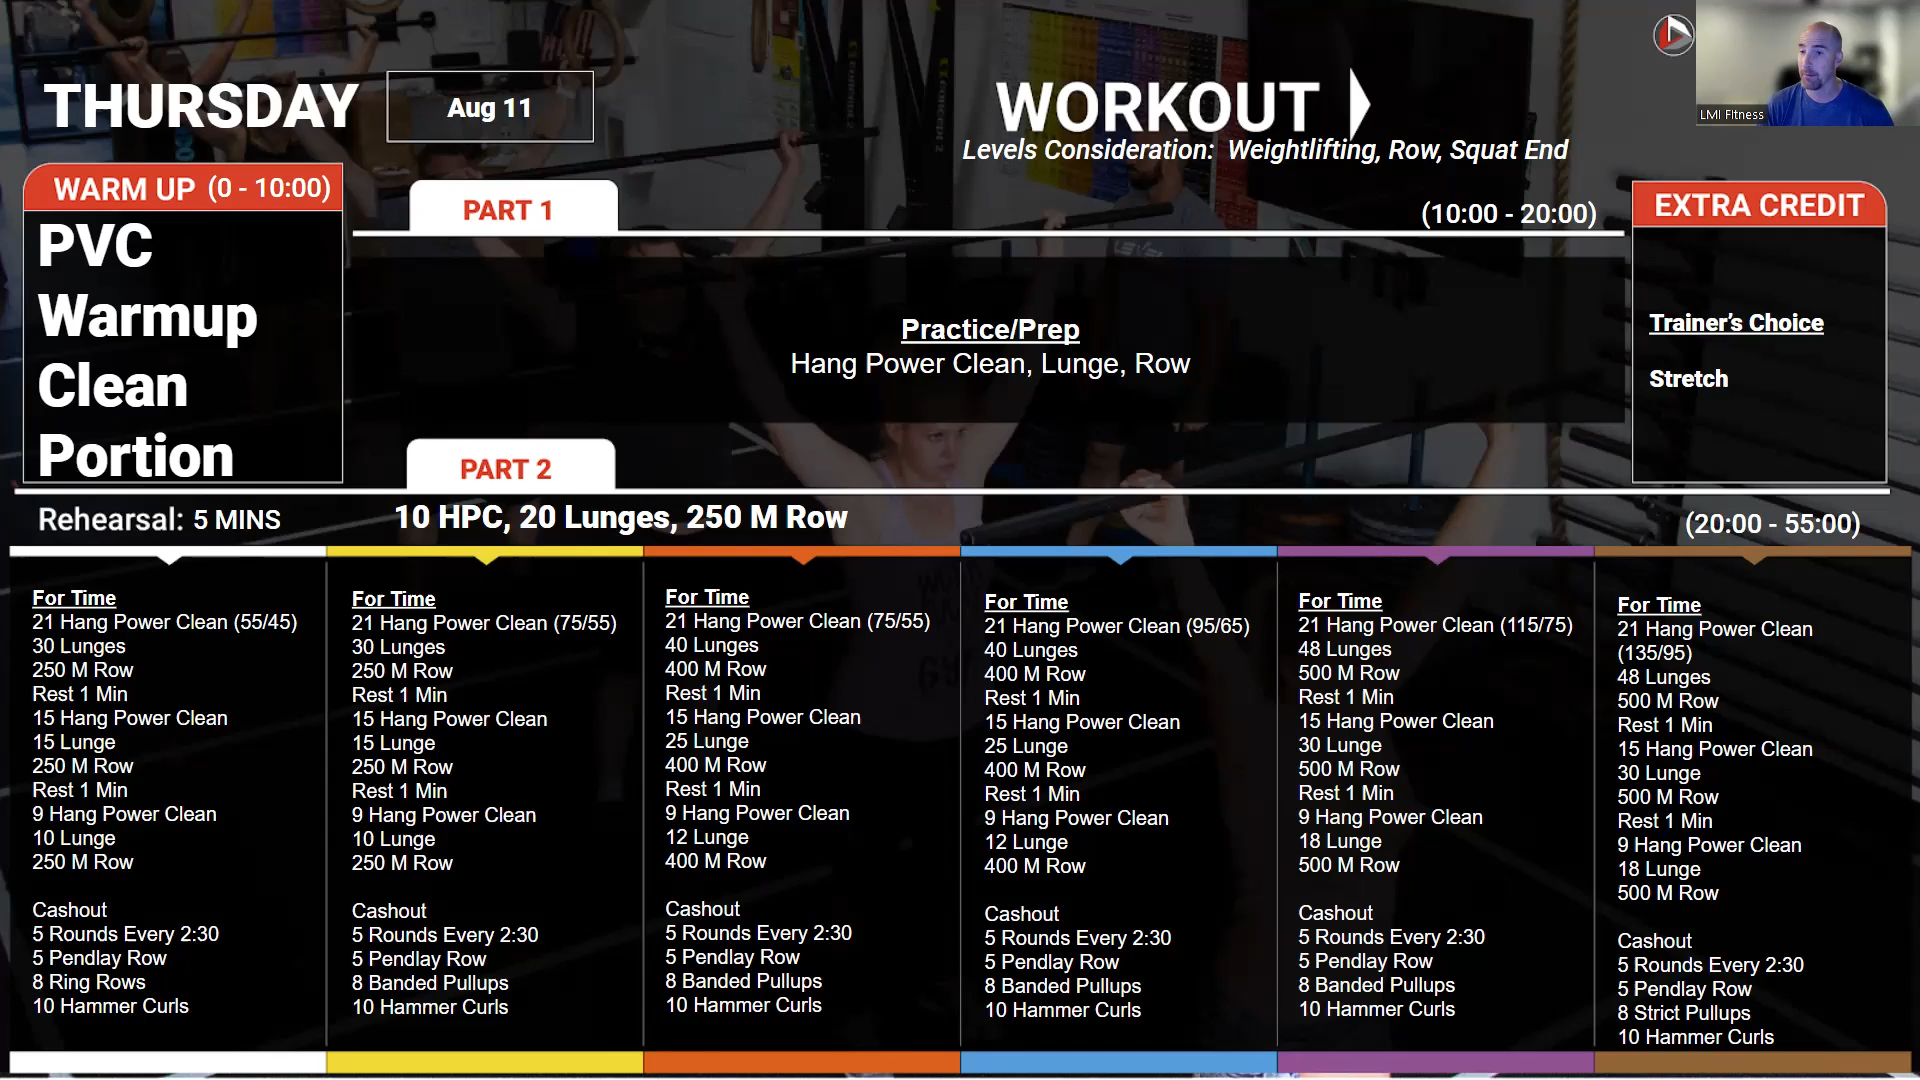 THURSDAY
Aug 11
WORKOUT
Levels Consideration: Weightlifting, Row, Squat End
LMI Fitness
WARM UP (0 - 10:00)
PVC
Warmup
Clean
Portion
PART 1
(10:00 - 20:00)
Practice/Prep
Hang Power Clean, Lunge, Row
EXTRA CREDIT
Trainer's Choice
Stretch
PART 2
Rehearsal: 5 MINS
10 HPC, 20 Lunges, 250 M Row
(20:00 - 55:00)
For Time
21 Hang Power Clean (55/45)
30 Lunges
250 M Row
Rest 1 Min
15 Hang Power Clean
15 Lunge
250 M Row
Rest 1 Min
9 Hang Power Clean
10 Lunge
250 M Row
Cashout
5 Rounds Every 2:30
5 Pendlay Row
8 Ring Rows
10 Hammer Curls
For Time
21 Hang Power Clean (75/55)
30 Lunges
250 M Row
Rest 1 Min
15 Hang Power Clean
15 Lunge
250 M Row
Rest 1 Min
9 Hang Power Clean
10 Lunge
250 M Row
Cashout
5 Rounds Every 2:30
5 Pendlay Row
8 Banded Pullups
10 Hammer Curls
For Time
21 Hang Power Clean (75/55)
40 Lunges
400 M Row
Rest 1 Min
15 Hang Power Clean
25 Lunge
400 M Row
Rest 1 Min
9 Hang Power Clean
12 Lunge
400 M Row
Cashout
5 Rounds Every 2:30
5 Pendlay Row
8 Banded Pullups
10 Hammer Curls
For Time
21 Hang Power Clean (95/65)
40 Lunges
400 M Row
Rest 1 Min
15 Hang Power Clean
25 Lunge
400 M Row
Rest 1 Min
9 Hang Power Clean
12 Lunge
400 M Row
Cashout
5 Rounds Every 2:30
5 Pendlay Row
8 Banded Pullups
10 Hammer Curls
For Time
21 Hang Power Clean (115/75)
48 Lunges
500 M Row
Rest 1 Min
15 Hang Power Clean
30 Lunge
500 M Row
Rest 1 Min
9 Hang Power Clean
18 Lunge
500 M Row
Cashout
5 Rounds Every 2:30
5 Pendlay Row
8 Banded Pullups
10 Hammer Curls
For Time
21 Hang Power Clean
(135/95)
48 Lunges
500 M Row
Rest 1 Min
15 Hang Power Clean
30 Lunge
500 M Row
Rest 1 Min
9 Hang Power Clean
18 Lunge
500 M Row
Cashout
5 Rounds Every 2:30
5 Pendlay Row
8 Strict Pullups
10 Hammer Curls